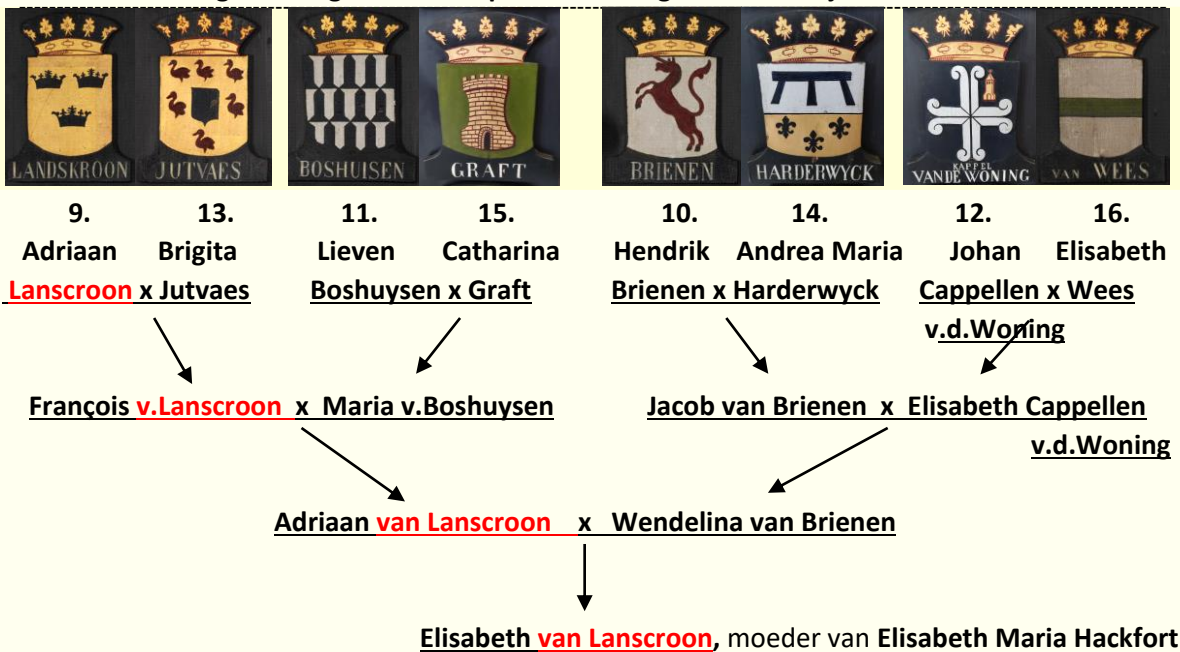 LANDSKROON JUTVAES BOSHUISEN GRAFT BRIENEN HARDERWYCK KAPPEL VANDE WONING VAN WEES
9. 13. 11. 15. 10. 14. 12. 16.
Adriaan Brigita Lieven Catharina Hendrik Andrea Maria Johan Elisabeth
Lanscroon x Jutvaes Boshuysen x Graft Brienen x Harderwyck Cappellen x Wees
v.d.Woning
François v.Lanscroon x Maria v.Boshuysen Jacob van Brienen x Elisabeth Cappellen
v.d.Woning
Adriaan van Lanscroon x Wendelina van Brienen
Elisabeth van Lanscroon, moeder van Elisabeth Maria Hackfort